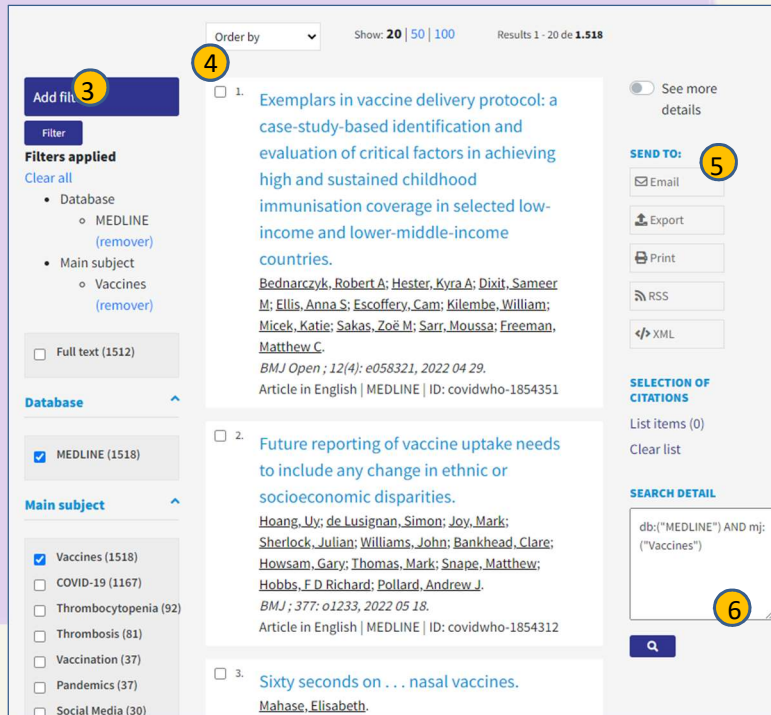 Order by
Show: 20 | 50 | 100
Results 1 - 20 de 1.518
4
3
Add
Filter
Filters applied
Clear all
Database
MEDLINE
(remover)
Main subject
Vaccines
(remover)
Full text (1512)
Database
MEDLINE (1518)
Main subject
Vaccines (1518)
COVID-19 (1167)
Thrombocytopenia (92)
Thrombosis (81)
Vaccination (37)
Pandemics (37)
Social Media (30)
1.
Exemplars in vaccine delivery protocol: a
case-study-based identification and
evaluation of critical factors in achieving
high and sustained childhood
immunisation coverage in selected low-
income and lower-middle-income
countries.
Bednarczyk, Robert A; Hester, Kyra A; Dixit, Sameer
M; Ellis, Anna S; Escoffery, Cam; Kilembe, William;
Micek, Katie; Sakas, Zoë M; Sarr, Moussa; Freeman,
Matthew C.
BMJ Open ; 12(4): e058321, 2022 04 29.
Article in English | MEDLINE | ID: covidwho-1854351
2.
Future reporting of vaccine uptake needs
to include any change in ethnic or
socioeconomic disparities.
Hoang, Uy; de Lusignan, Simon; Joy, Mark;
Sherlock, Julian; Williams, John; Bankhead, Clare;
Howsam, Gary; Thomas, Mark; Snape, Matthew;
Hobbs, F D Richard; Pollard, Andrew J.
BMJ ; 377: o1233, 2022 05 18.
Article in English | MEDLINE | ID: covidwho-1854312
3.
Sixty seconds on . . . nasal vaccines.
Mahase, Elisabeth.
See more
details
SEND TO:
5
Email
Export
Print
RSS
</> XML
SELECTION OF
CITATIONS
List items (0)
Clear list
SEARCH DETAIL
db:("MEDLINE") AND mj:
("Vaccines")
6